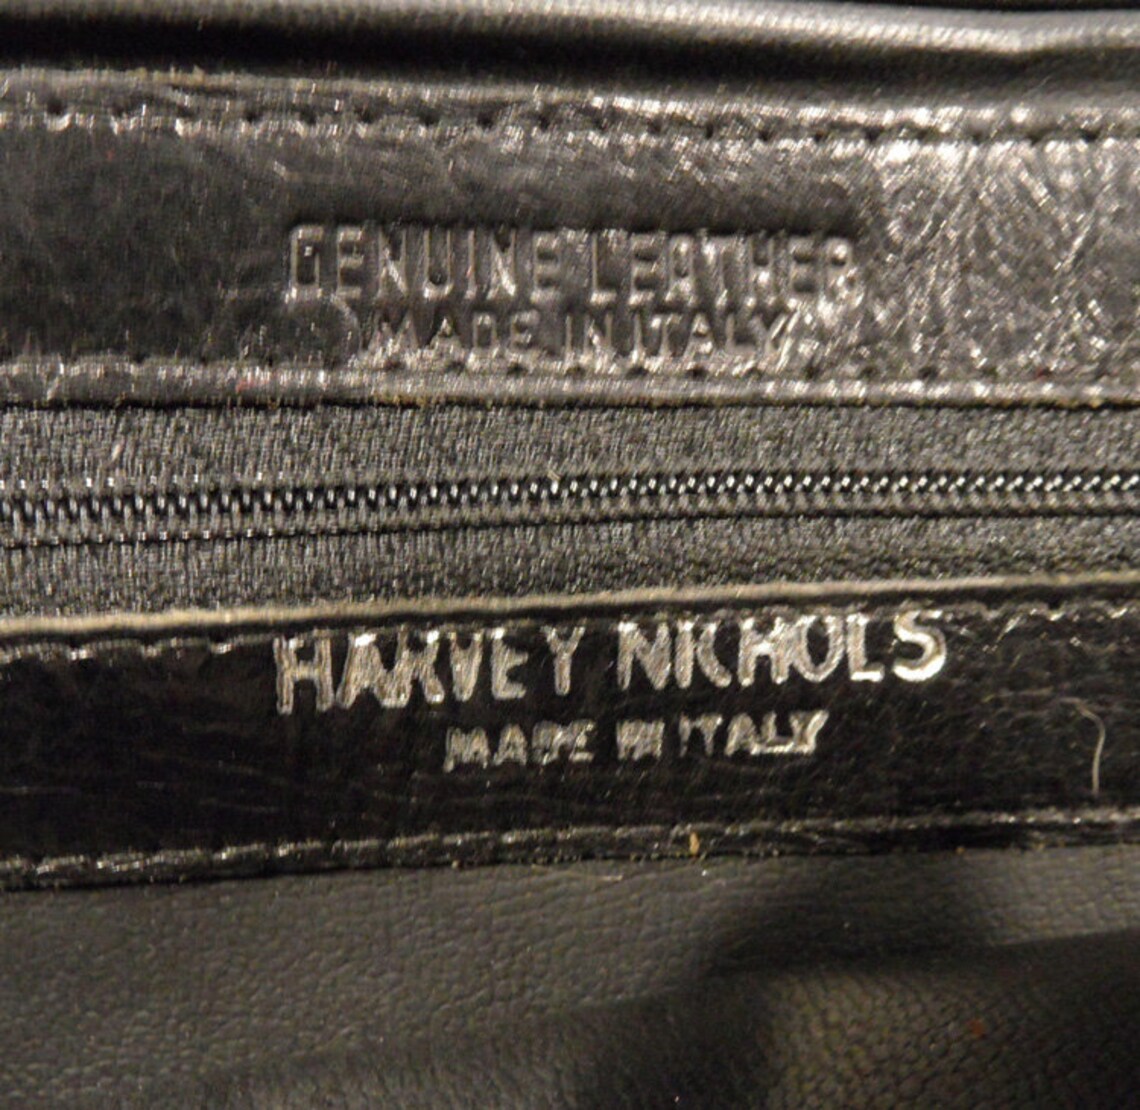 GENUINE LEATHER
MADE IN ITALY
HARVEY NICHOLS
MADE IN ITALY